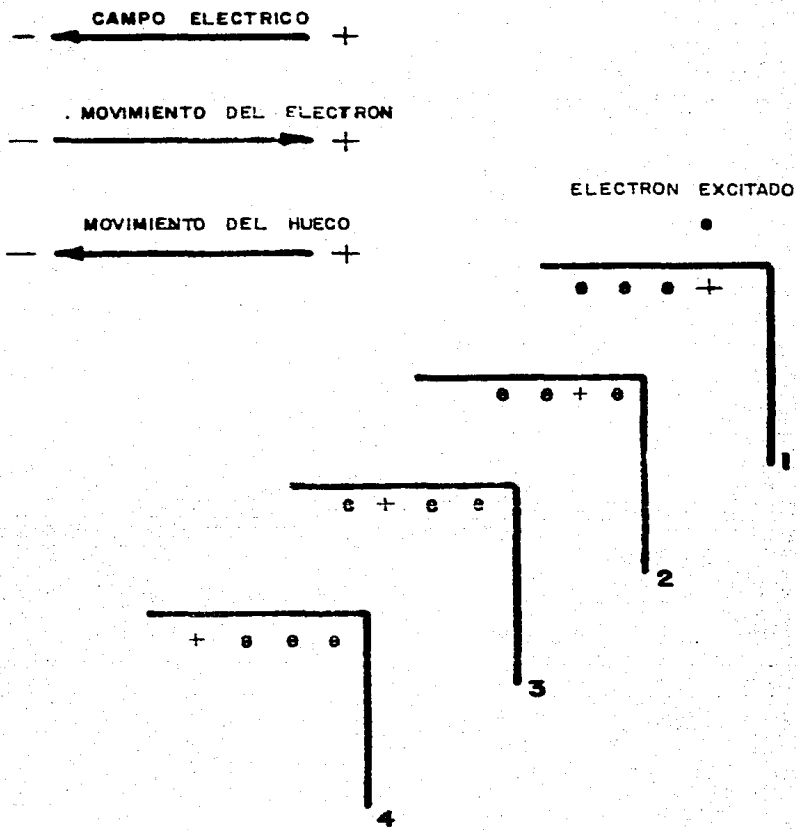 CAMPO ELECTRICO
- +
. MOVIMIENTO DEL ELECTRON
- +
MOVIMIENTO DEL HUECO
- +
ELECTRON EXCITADO
+
1
e e + e
2
e + e e
3
+ e e e
4